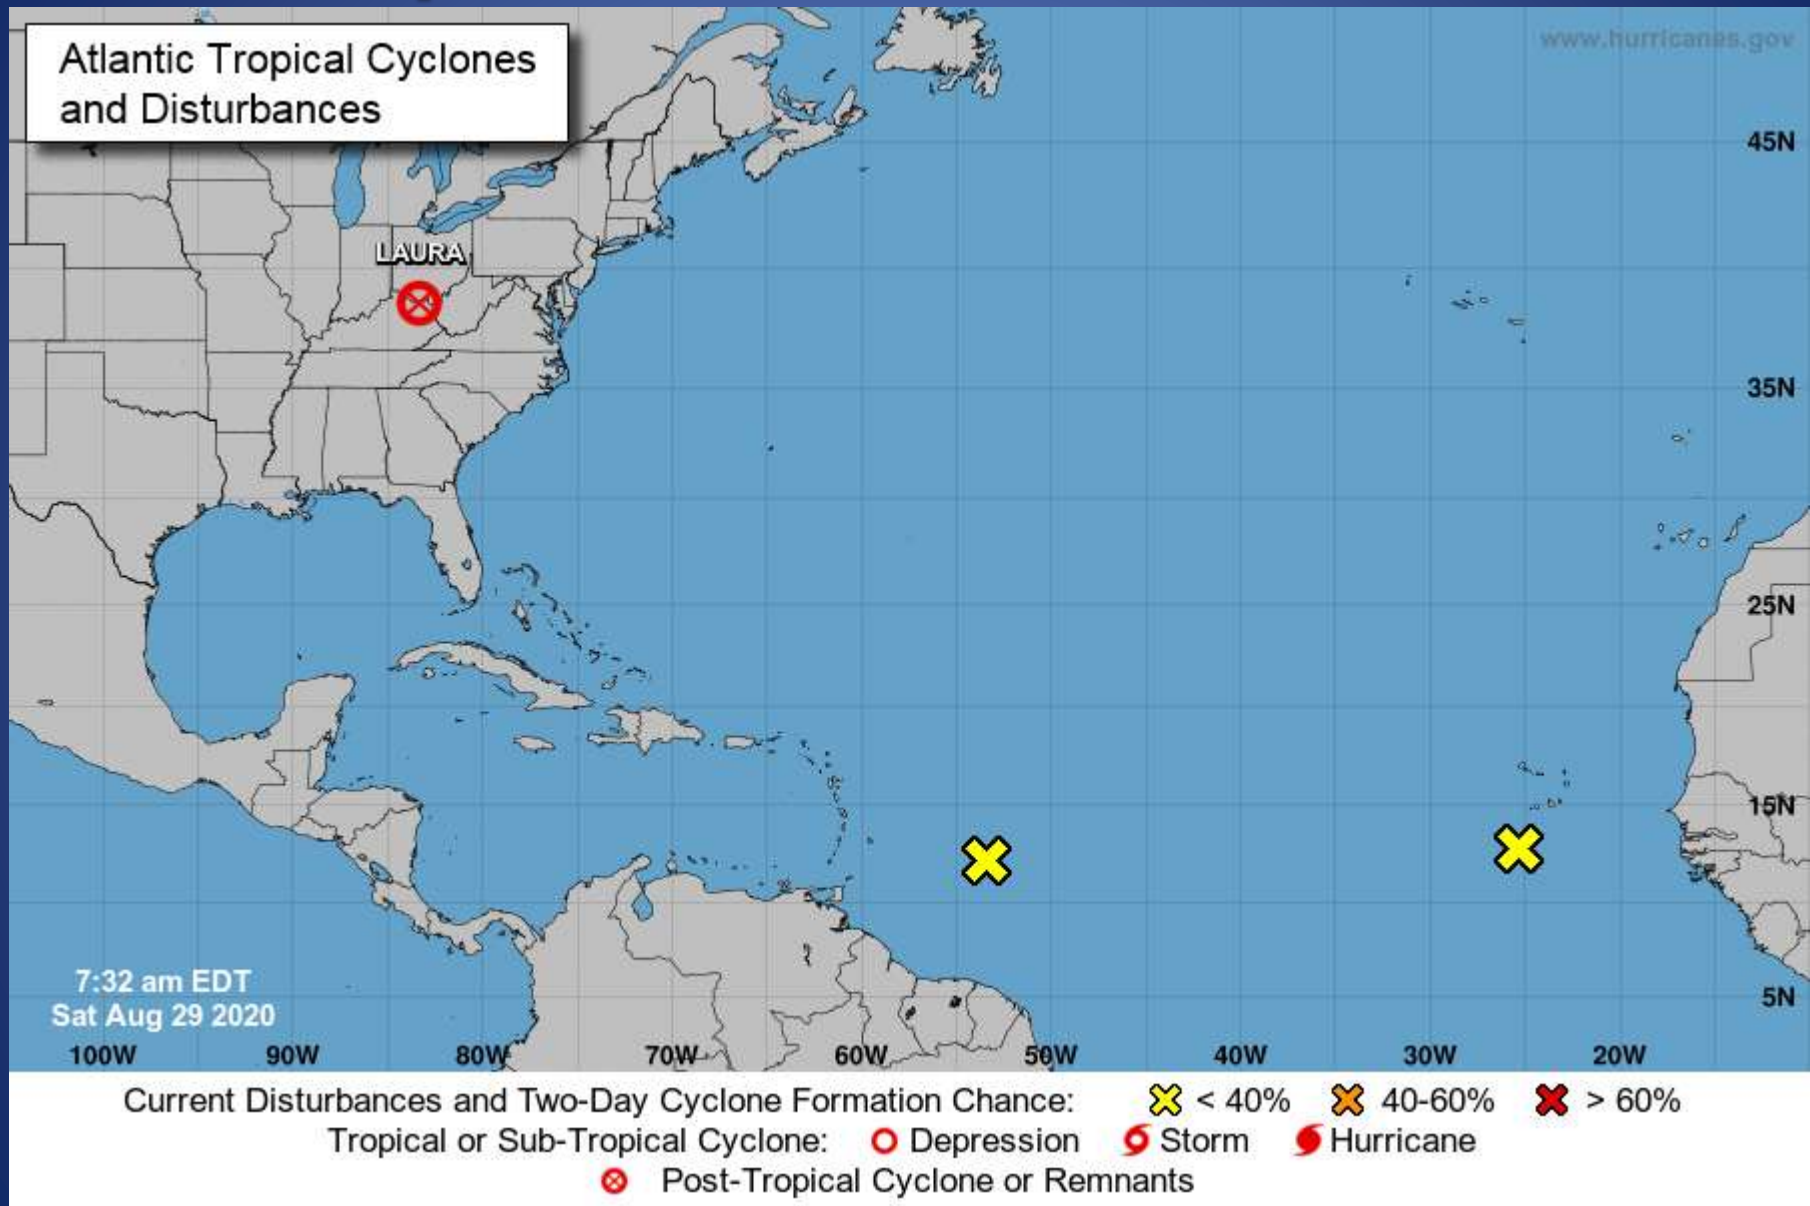 Atlantic Tropical Cyclones
and Disturbances
www.hurricanes.gov
45N
LAURA
35N
25N
15N
7:32 am EDT
Sat Aug 29 2020
5N
100W 90W 80W 70W 60W 50W 40W 30W 20W
Current Disturbances and Two-Day Cyclone Formation Chance: < 40% 40-60% > 60%
Tropical or Sub-Tropical Cyclone: Depression Storm Hurricane
Post-Tropical Cyclone or Remnants